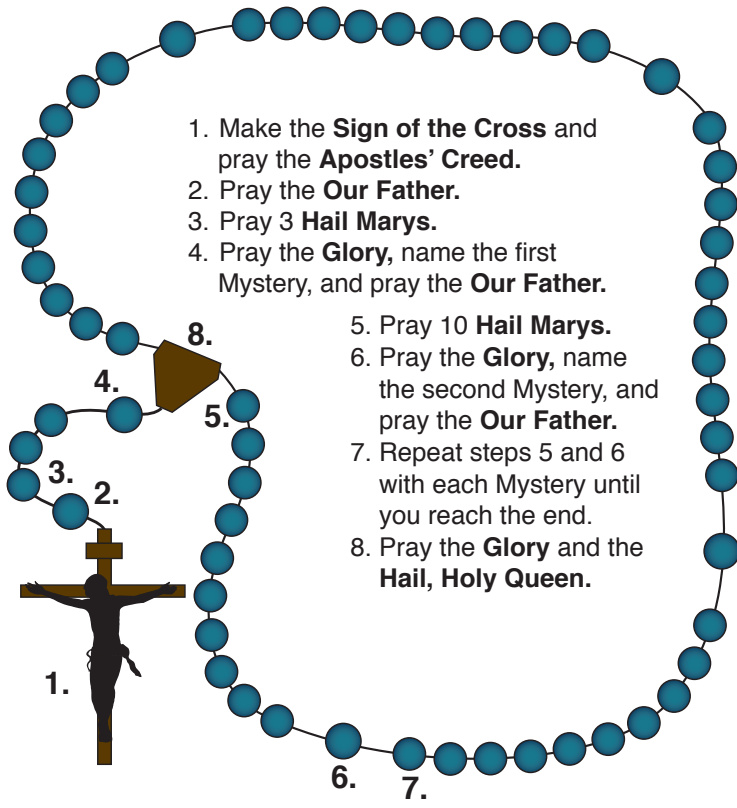 1. Make the Sign of the Cross and
pray the Apostles' Creed.
2. Pray the Our Father.
3. Pray 3 Hail Marys.
4. Pray the Glory, name the first
Mystery, and pray the Our Father.
5. Pray 10 Hail Marys.
6. Pray the Glory, name
the second Mystery, and
pray the Our Father.
7. Repeat steps 5 and 6
with each Mystery until
you reach the end.
8. Pray the Glory and the
Hail, Holy Queen.
8.
4.
5.
3.
2.
1.
6.
7.